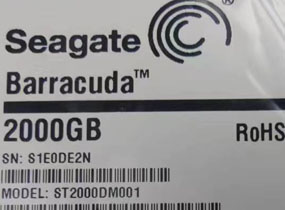 Seagate
Barracuda™
2000GB RoHS
SN: S1E0DE2N
MODEL: ST2000DM001